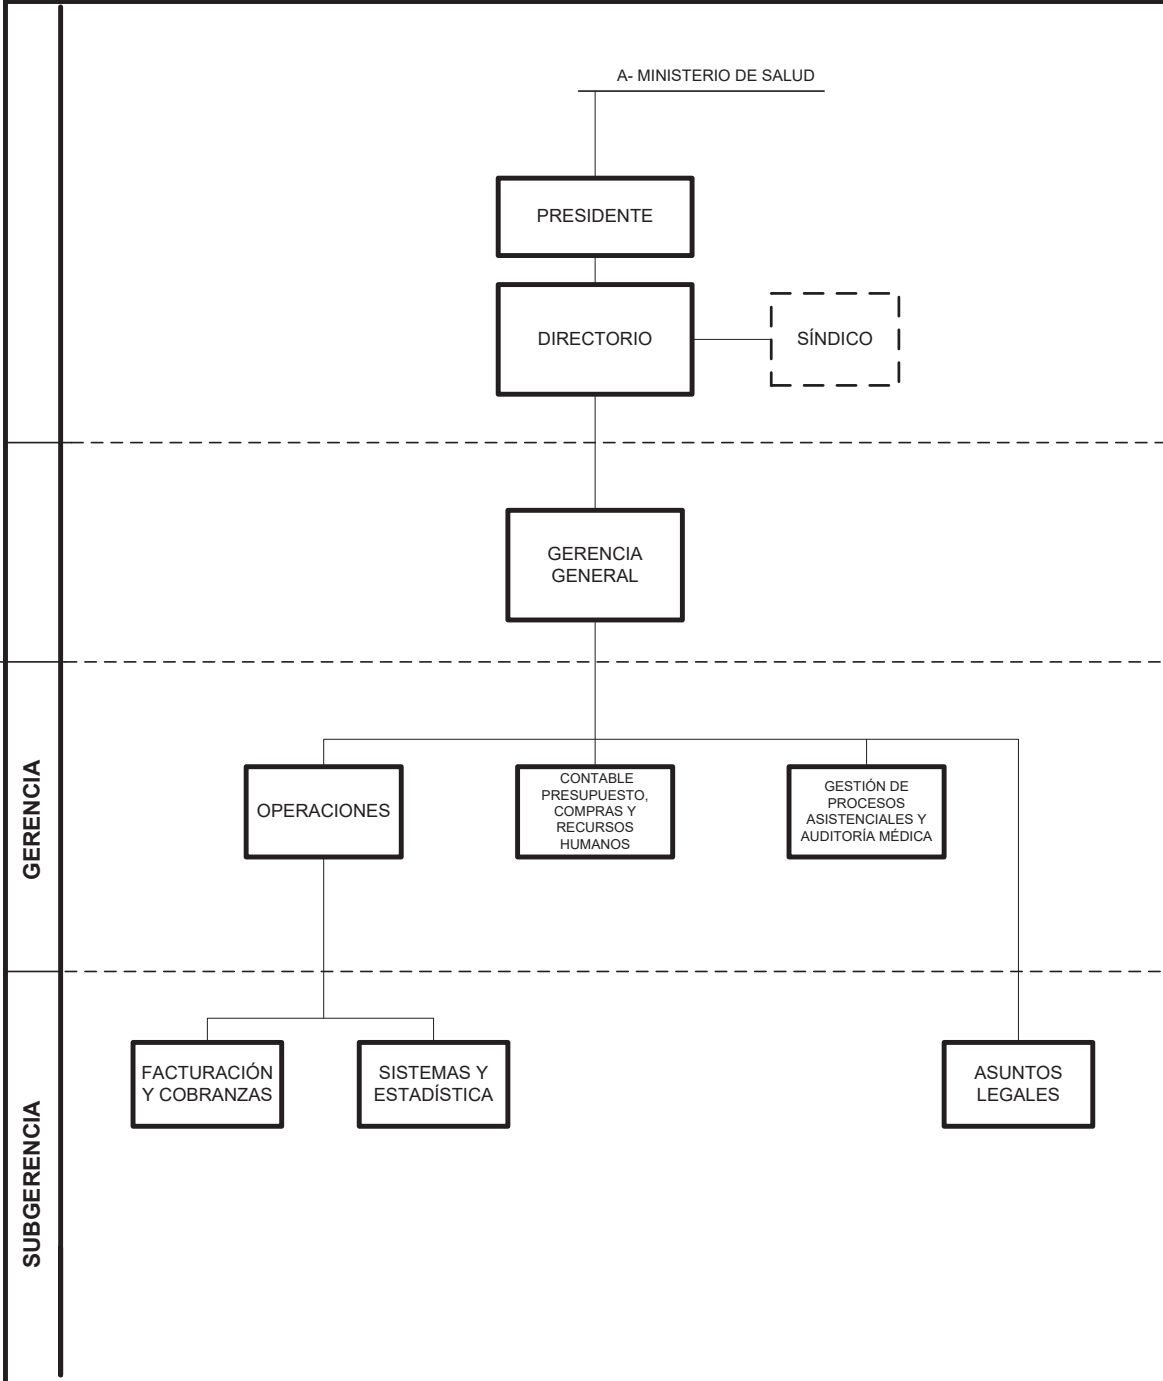 A- MINISTERIO DE SALUD
PRESIDENTE
DIRECTORIO
SÍNDICO
GERENCIA
GENERAL
GERENCIA
OPERACIONES
CONTABLE
PRESUPUESTO,
COMPRAS Y
RECURSOS
HUMANOS
GESTIÓN DE
PROCESOS
ASISTENCIALES Y
AUDITORÍA MÉDICA
SUBGERENCIA
FACTURACIÓN
Y COBRANZAS
SISTEMAS Y
ESTADÍSTICA
ASUNTOS
LEGALES